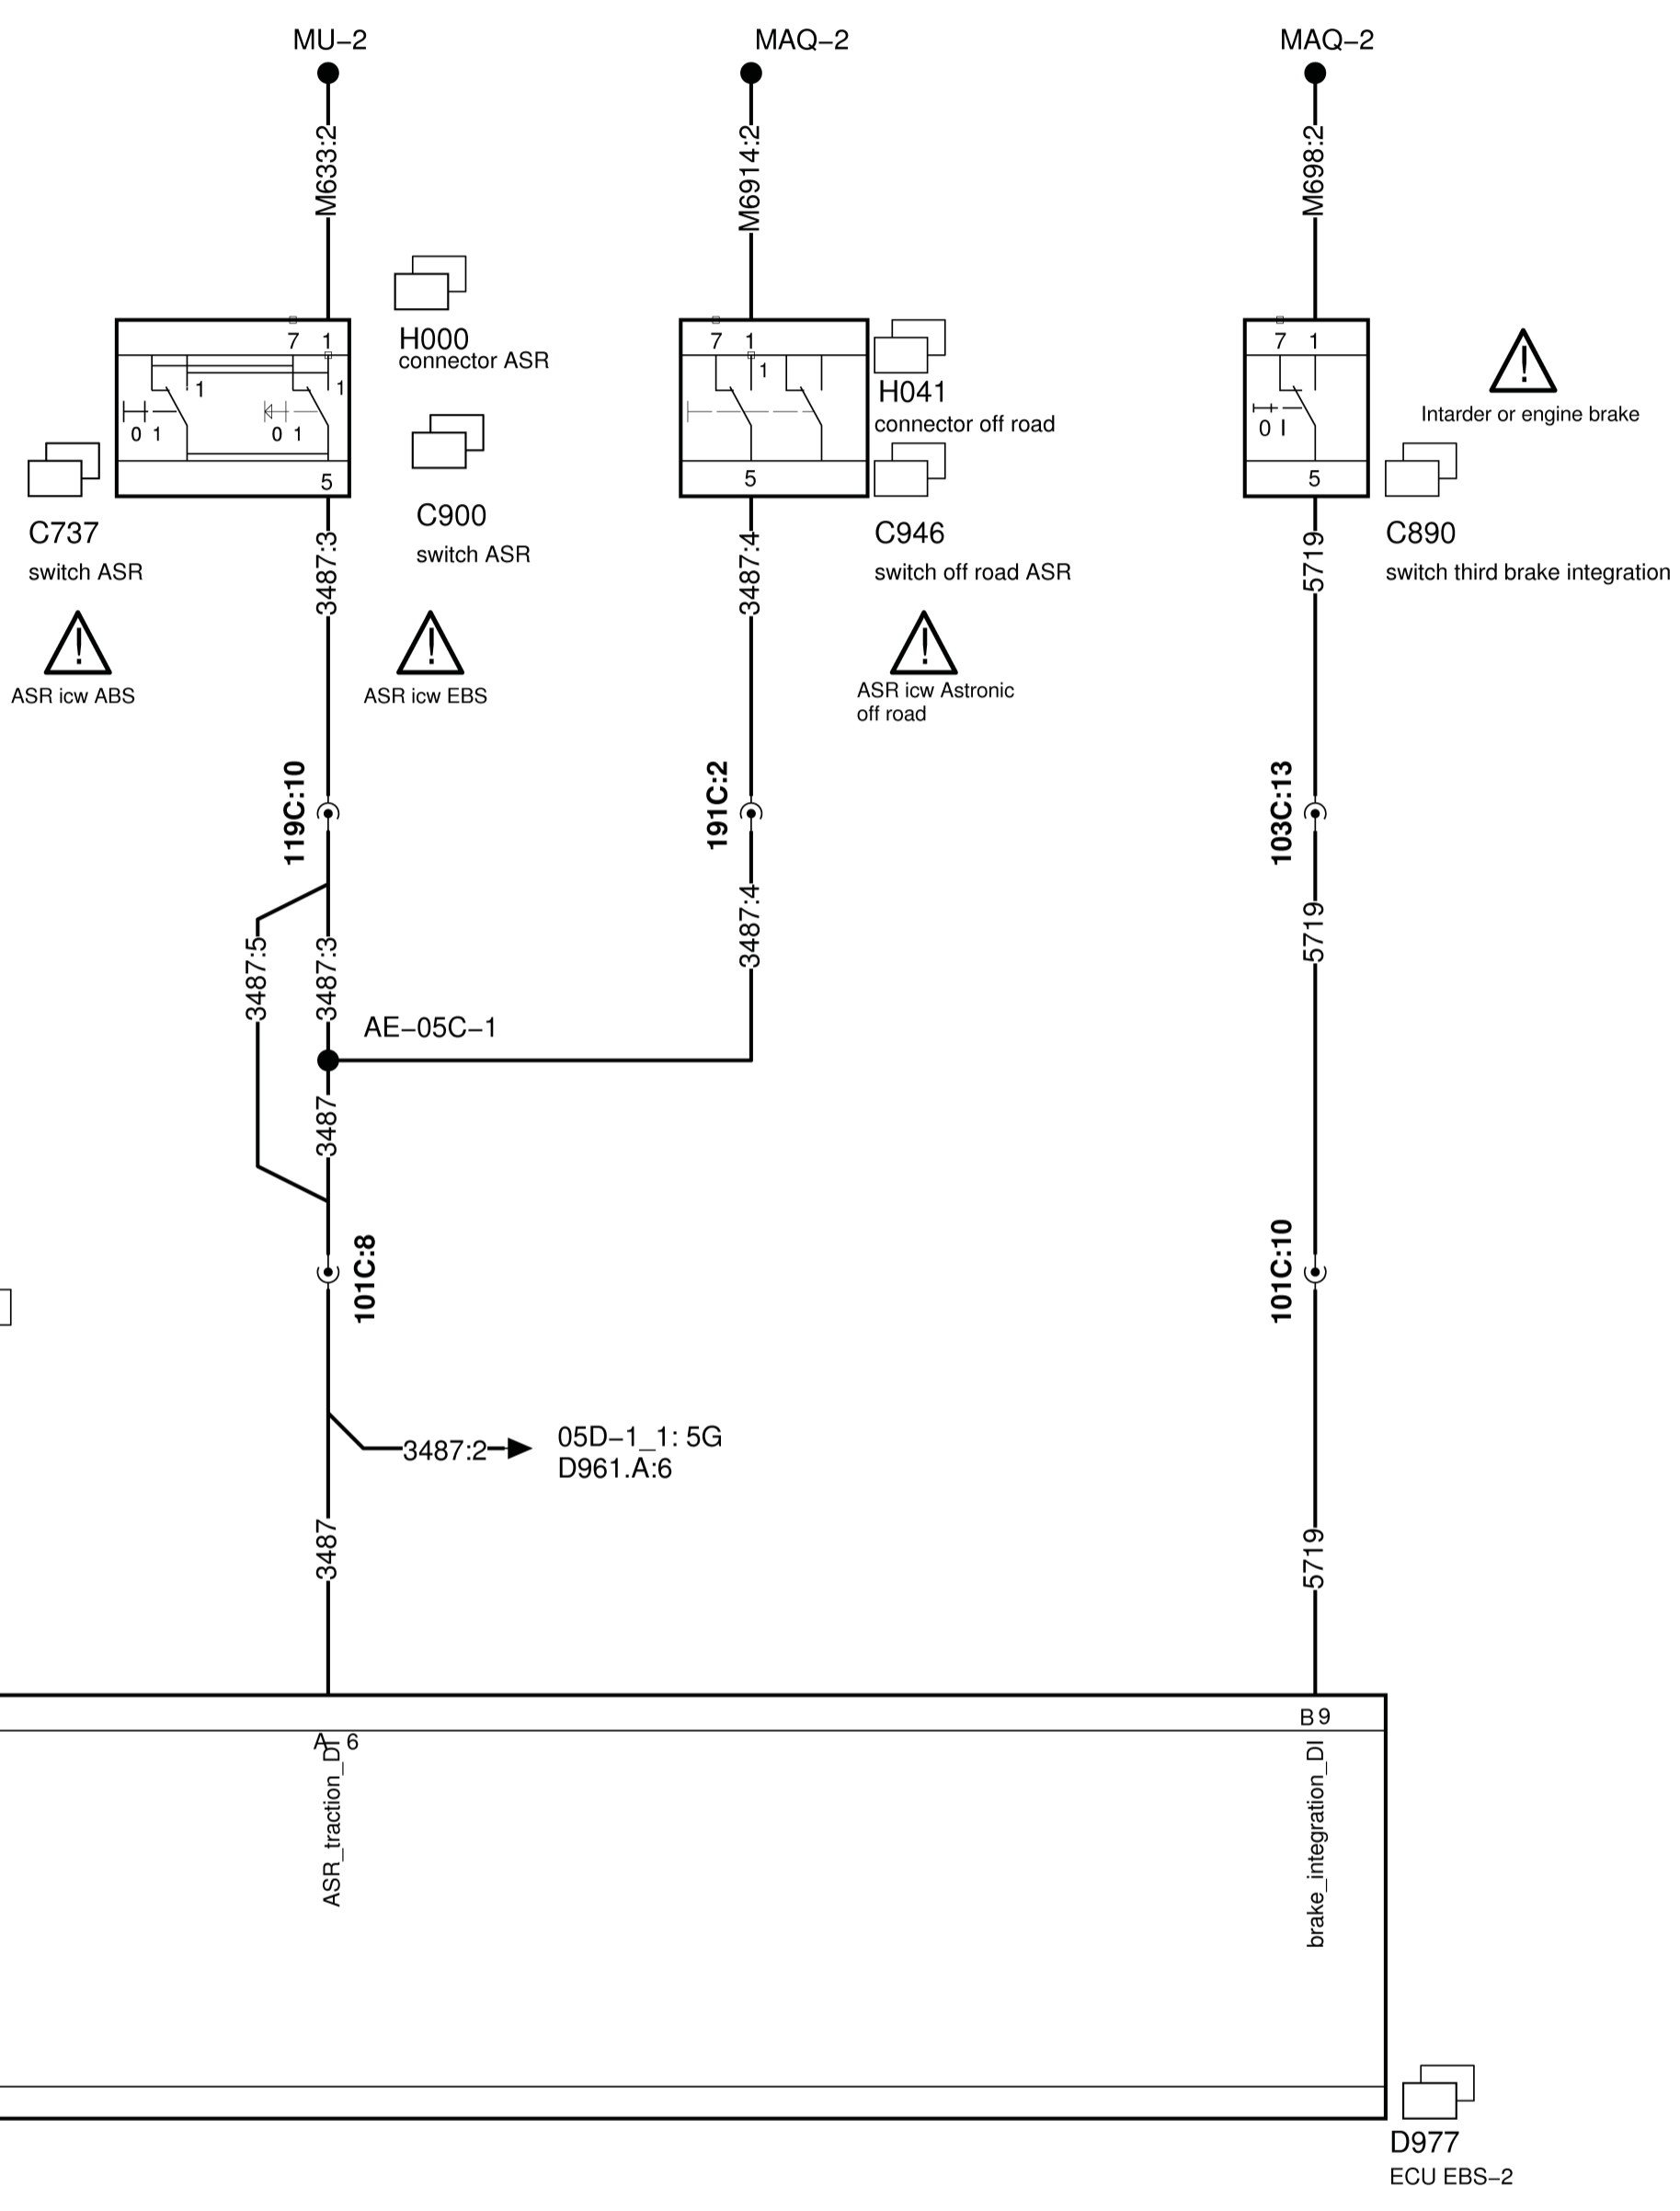 MU–2
MAQ–2
MAQ–2
M633:2
M6914:2
M698:2
H000
connector ASR
7 1
1
1
0 1
0 1
5
7 1
1
5
H041
connector off road
7 1
0 I
5
Intarder or engine brake
C737
switch ASR
C900
switch ASR
C946
switch off road ASR
C890
switch third brake integration
3487:3
3487:4
5719
ASR icw ABS
ASR icw EBS
ASR icw Astronic
off road
119C:10
191C:2
103C:13
3487:5
3487:3
3487:4
5719
AE–05C–1
3487
101C:8
101C:10
3487:2
05D–1_1: 5G
D961.A:6
3487
5719
A 6
ASR_traction_DI
B 9
brake_integration_DI
D977
ECU EBS–2